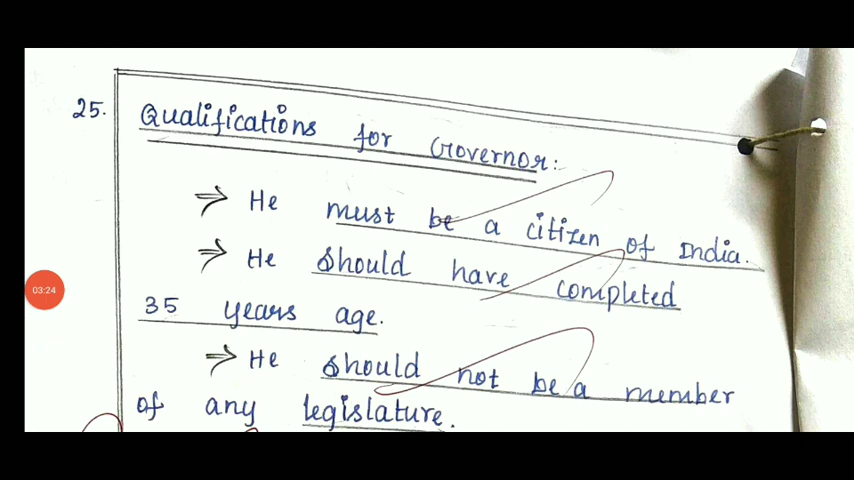 25.
Qualifications for Governor:-
⇒ He must be a citizen of India.
⇒ He should have completed
35 years age.
⇒ He should not be a member
of any legislature.
03:24